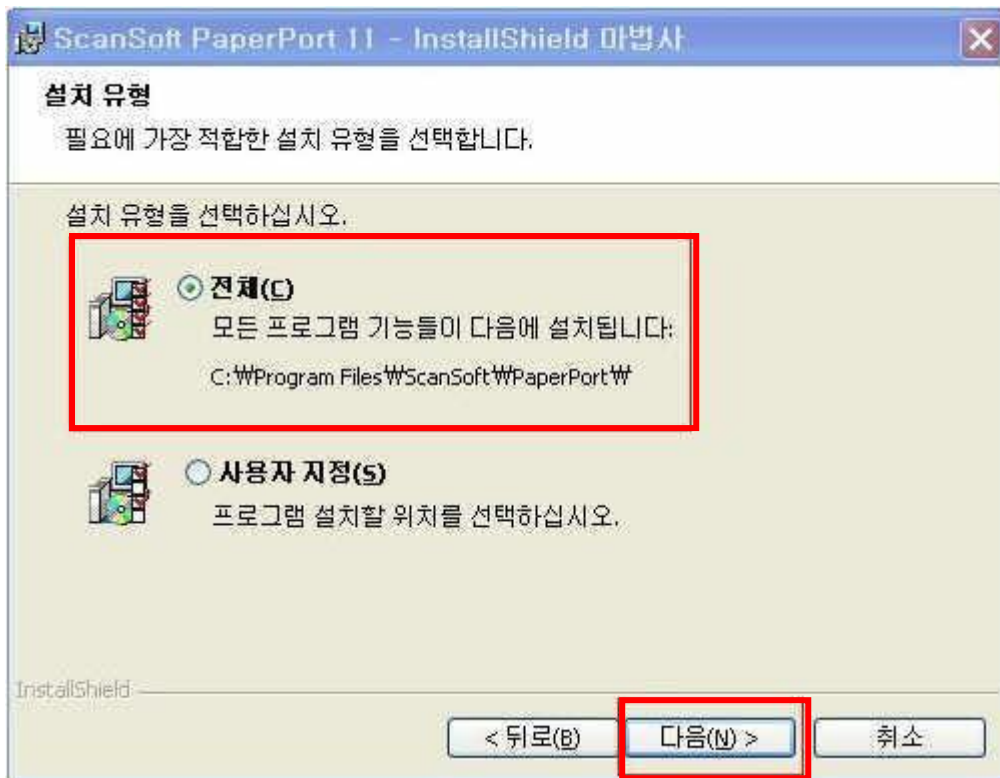 ScanSoft PaperPort 11 - InstallShield 마법사
설치 유형
필요에 가장 적합한 설치 유형을 선택합니다.
설치 유형을 선택하십시오.
전체(C)
모든 프로그램 기능들이 다음에 설치됩니다:
C:₩Program Files₩ScanSoft₩PaperPort₩
사용자 지정(S)
프로그램 설치할 위치를 선택하십시오.
InstallShield
< 뒤로(B) 다음(N) > 취소